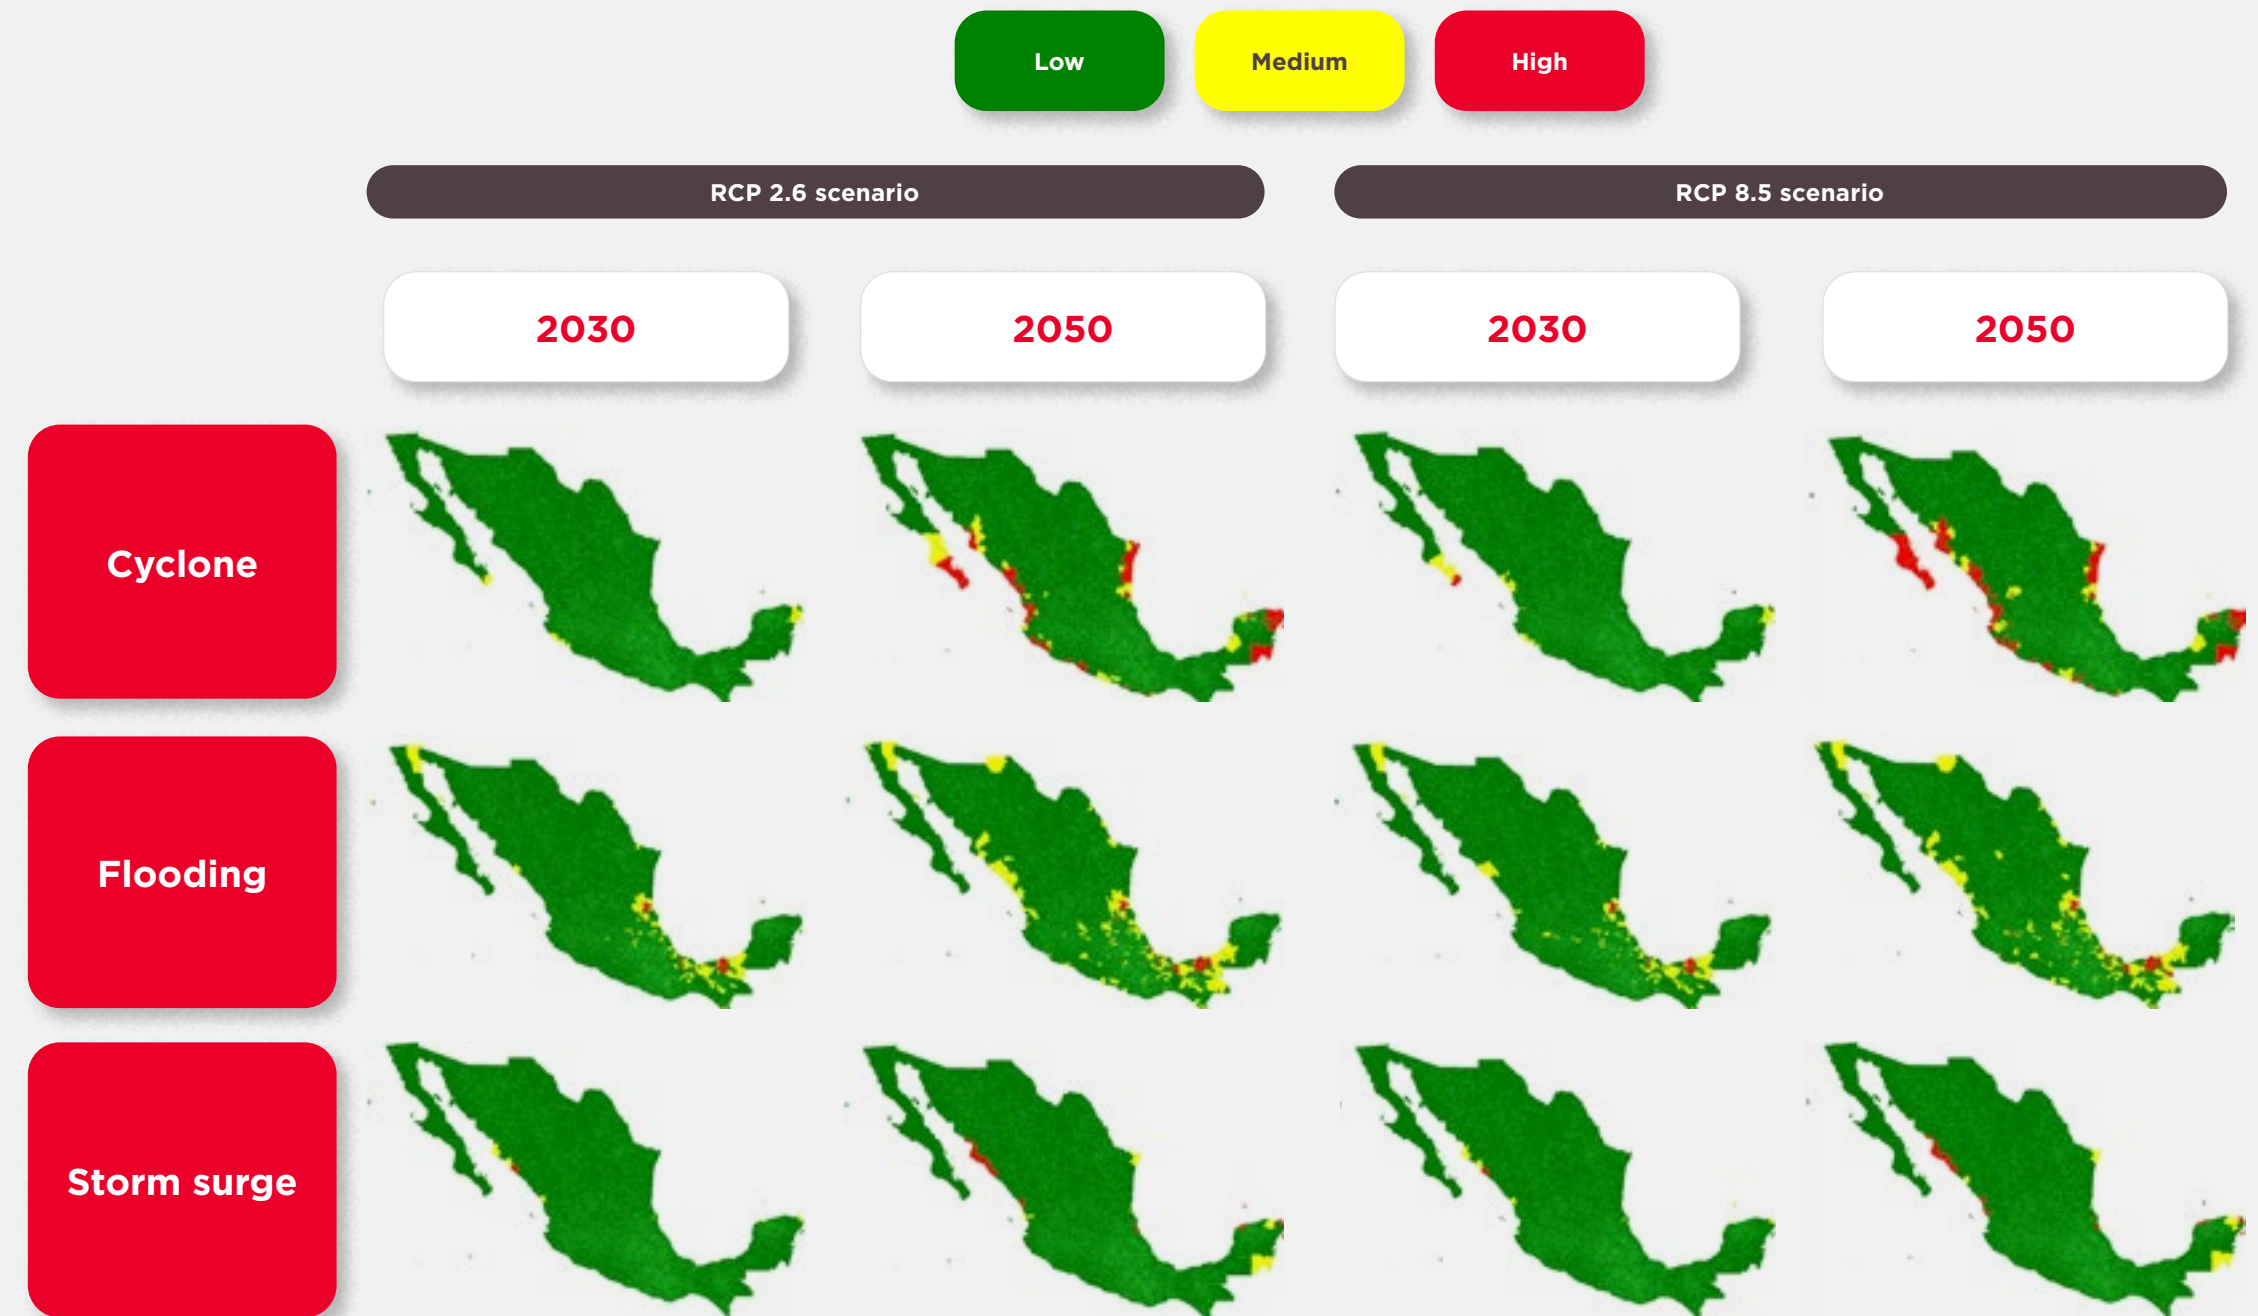 Low
Medium
High
RCP 2.6 scenario
RCP 8.5 scenario
2030
2050
2030
2050
Cyclone
Flooding
Storm surge